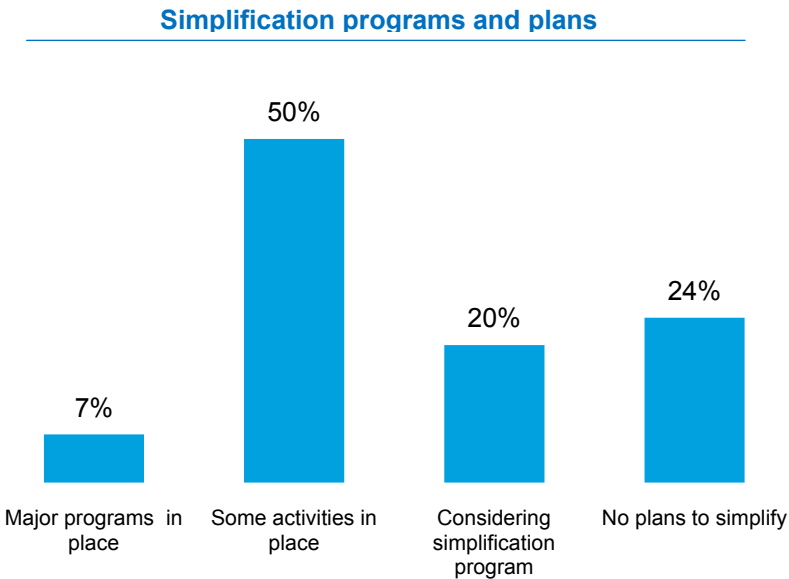 Simplification programs and plans
50%
24%
20%
7%
Major programs in
place
Some activities in
place
Considering
simplification
program
No plans to simplify